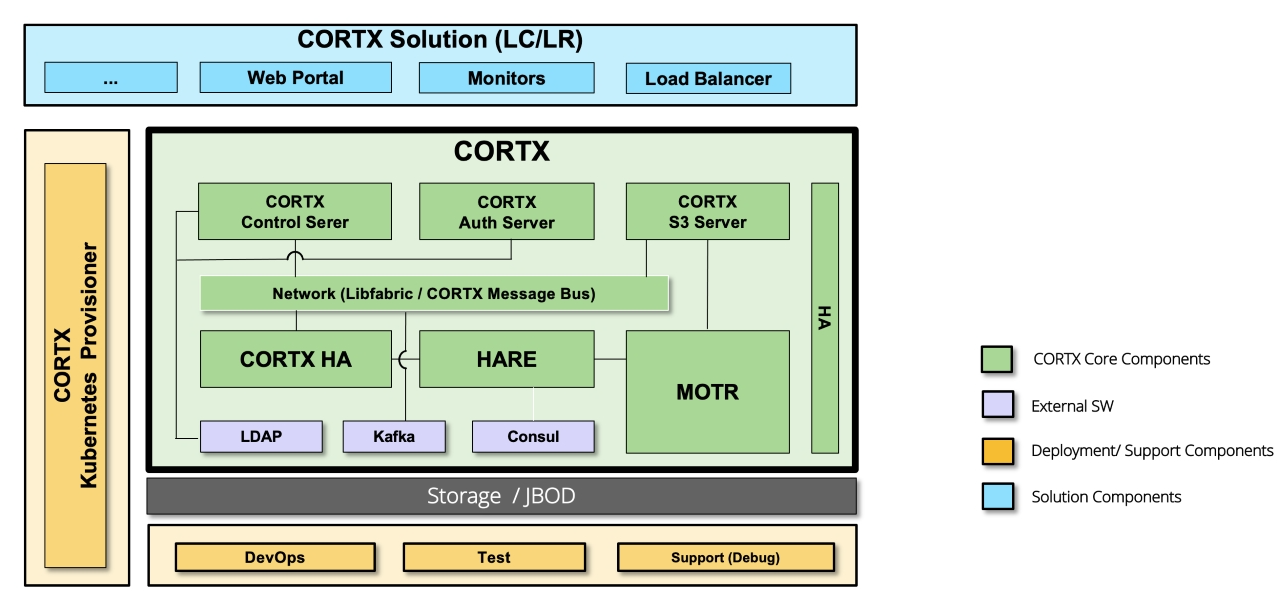 CORTX Solution (LC/LR)
...
Web Portal
Monitors
Load Balancer
CORTX
Kubernetes Provisioner
CORTX
CORTX
Control Serer
CORTX
Auth Server
CORTX
S3 Server
HA
Network (Libfabric / CORTX Message Bus)
CORTX HA
HARE
MOTR
LDAP
Kafka
Consul
Storage / JBOD
DevOps
Test
Support (Debug)
CORTX Core Components
External SW
Deployment/ Support Components
Solution Components